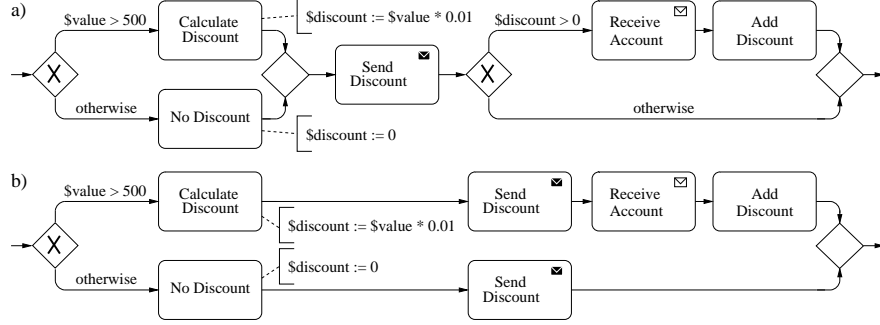 a)
$value > 500
Calculate
Discount
$discount := $value * 0.01
$discount > 0
Receive
Account
Add
Discount
X
Send
Discount
X
otherwise
No Discount
$discount := 0
otherwise
b)
$value > 500
Calculate
Discount
$discount := $value * 0.01
Send
Discount
Receive
Account
Add
Discount
X
otherwise
No Discount
$discount := 0
Send
Discount